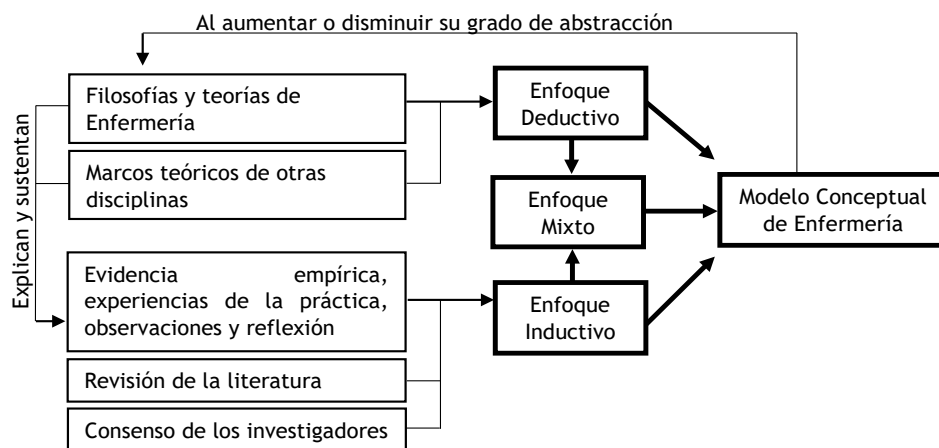 Al aumentar o disminuir su grado de abstracción
Filosofías y teorías de
Enfermería
Marcos teóricos de otras
disciplinas
Explican y sustentan
Evidencia empírica,
experiencias de la práctica,
observaciones y reflexión
Revisión de la literatura
Consenso de los investigadores
Enfoque
Deductivo
Enfoque
Mixto
Enfoque
Inductivo
Modelo Conceptual
de Enfermería